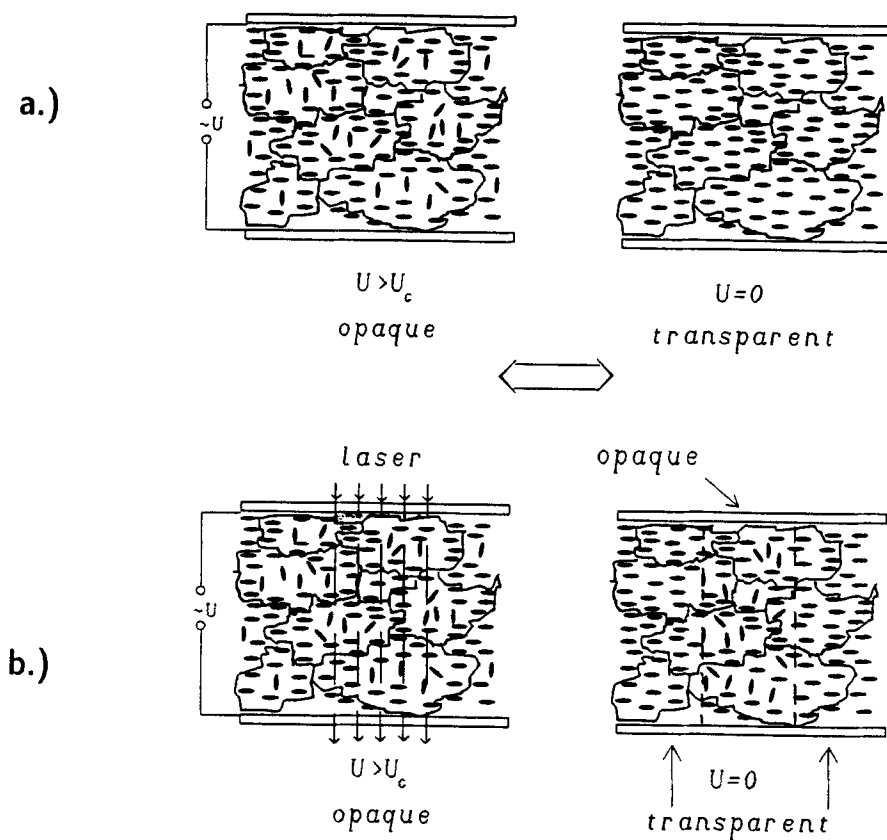 a.)
~U
U>U_c
opaque
U=0
transparent
laser
opaque
b.)
~U
U>U_c
opaque
U=0
transparent